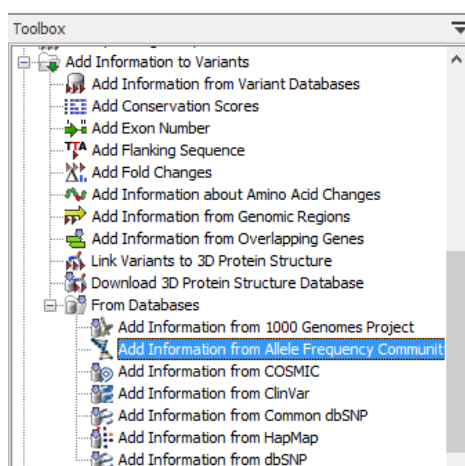 Toolbox
Add Information to Variants
Add Information from Variant Databases
Add Conservation Scores
Add Exon Number
TTA
Add Flanking Sequence
Add Fold Changes
Add Information about Amino Acid Changes
Add Information from Genomic Regions
Add Information from Overlapping Genes
Link Variants to 3D Protein Structure
Download 3D Protein Structure Database
From Databases
Add Information from 1000 Genomes Project
Add Information from Allele Frequency Communit
Add Information from COSMIC
Add Information from ClinVar
Add Information from Common dbSNP
Add Information from HapMap
Add Information from dbSNP